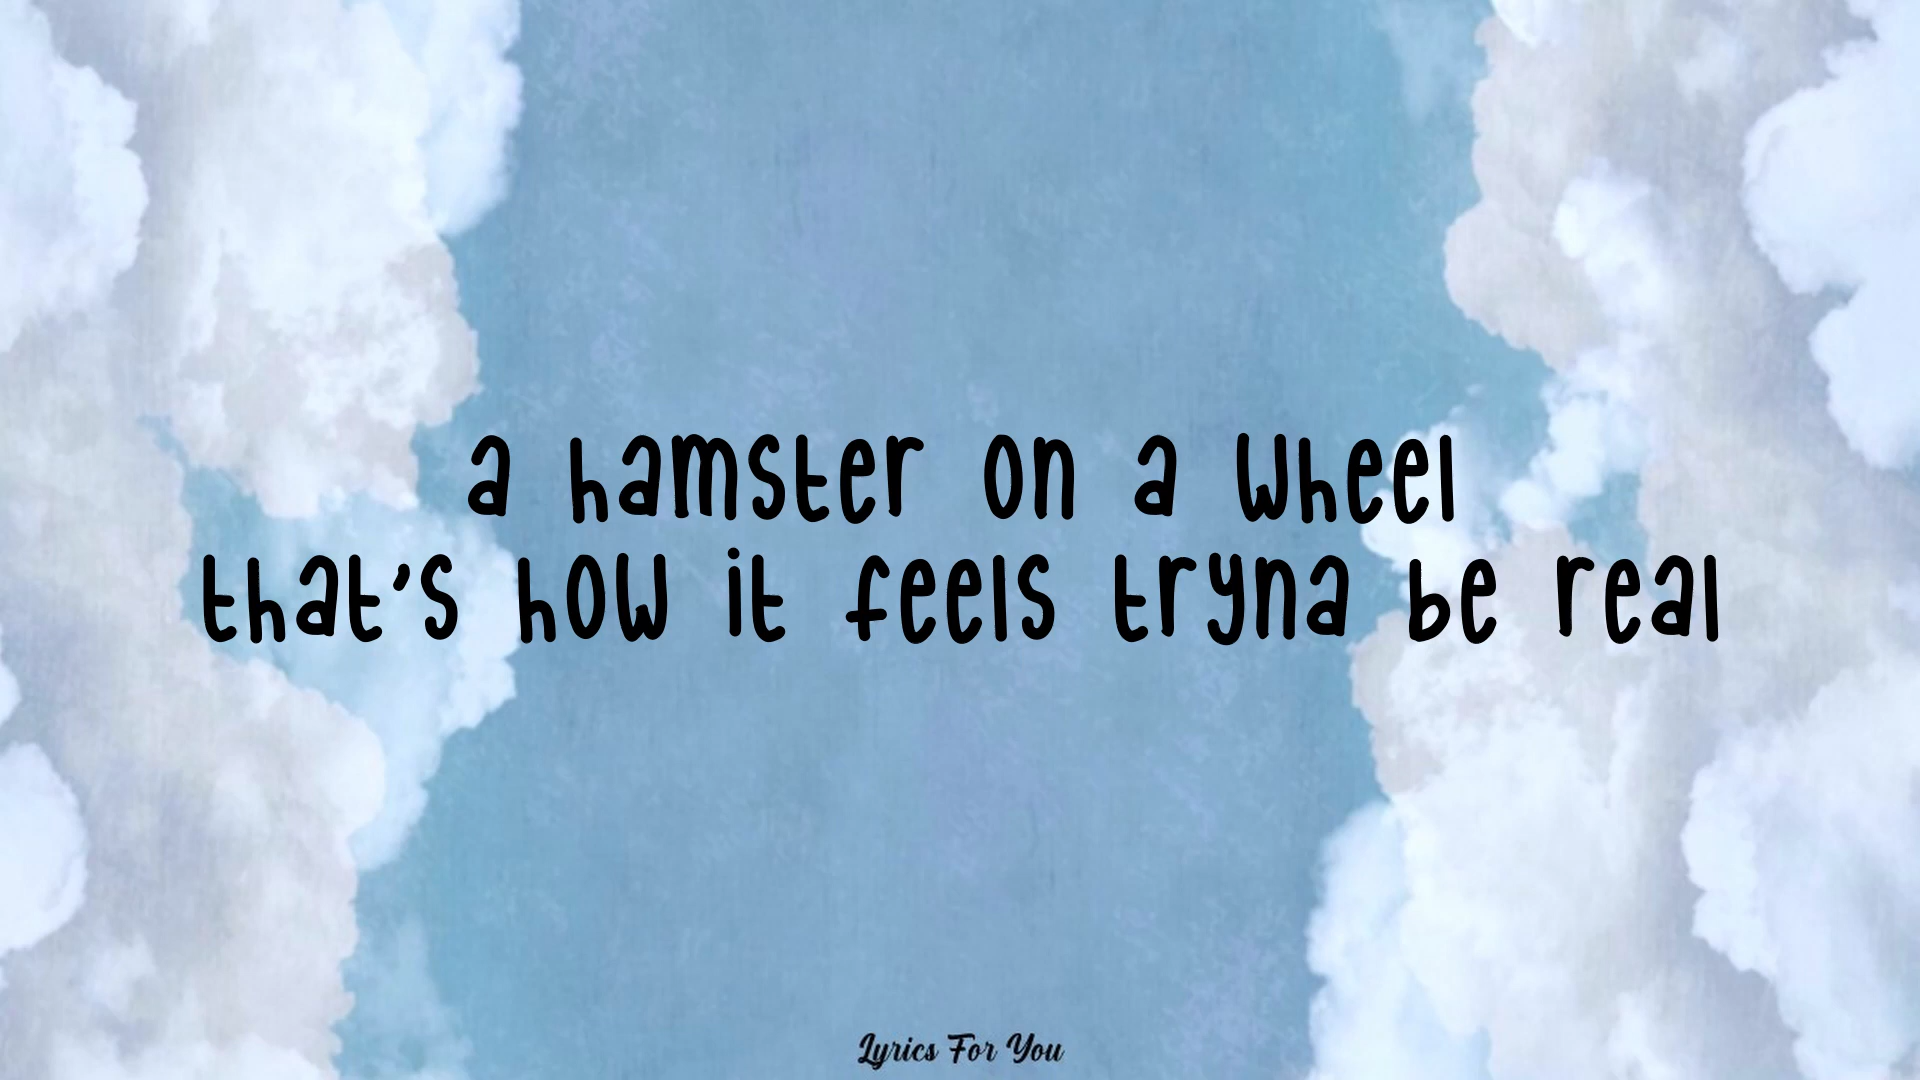 a hamster on a wheel
that's how it feels tryna be real
Lyrics For You